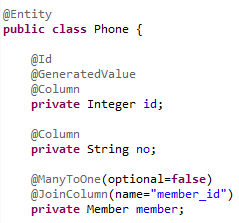 @Entity
public class Phone {
@Id
@GeneratedValue
@Column
private Integer id;
@Column
private String no;
@ManyToOne(optional=false)
@JoinColumn(name="member_id")
private Member member;